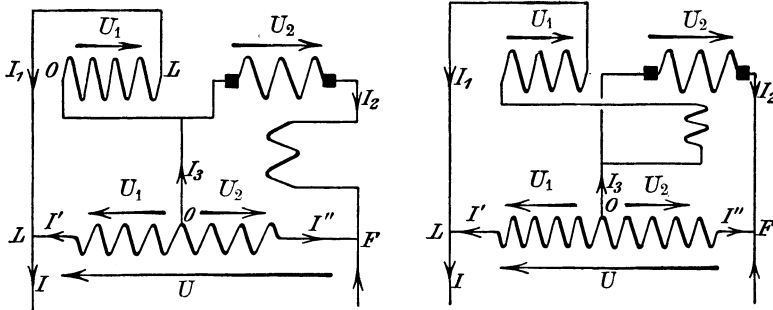 U₁ U₂
I₁ O L
I₂
I₃
U₁ U₂
O
I' I''
L F
I U
U₁ U₂
I₁
I₂
I₃
U₁ U₂
O
I' I''
L F
I U